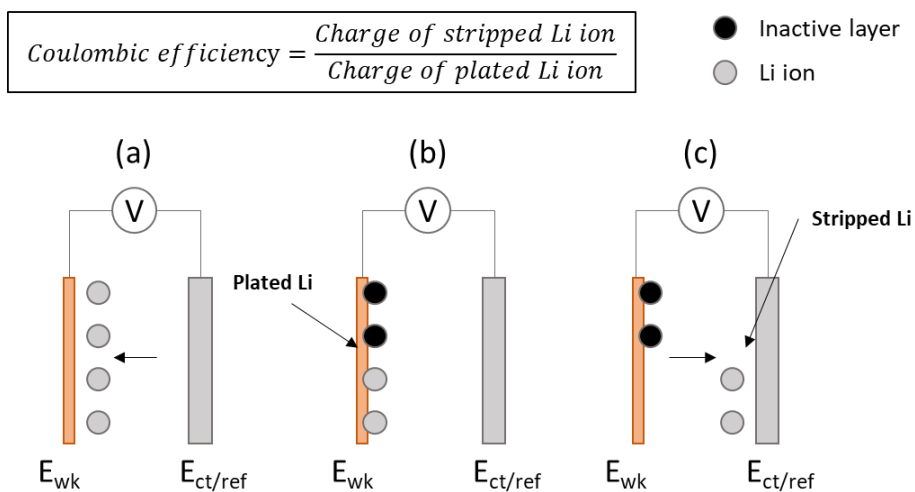 Coulombic efficiency = Charge of stripped Li ion / Charge of plated Li ion
Inactive layer
Li ion
(a) (b) (c)
V V V
Stripped Li
Plated Li
E_wk E_ct/ref E_wk E_ct/ref E_wk E_ct/ref